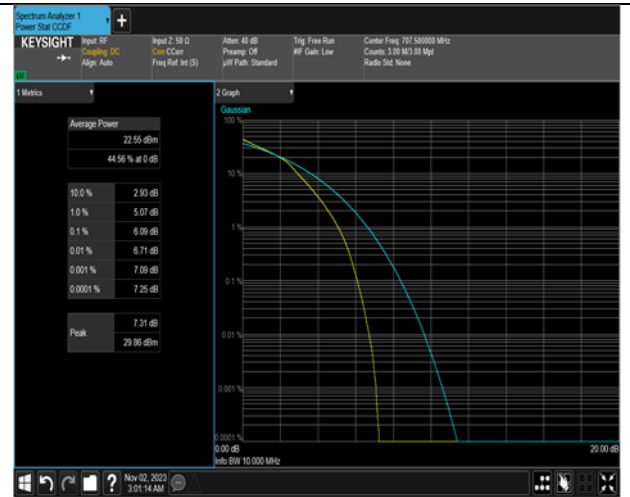 Spectrum Analyzer 1
Power Stat CCDF
KEYSIGHT
Input: RF
Coupling: DC
Align: Auto
Input Z: 50 Ω
Corr CCorr
Freq Ref: Int (S)
Atten: 40 dB
Preamp: Off
µW Path: Standard
Trig: Free Run
#IF Gain: Low
Center Freq: 707.500000 MHz
Counts: 3.00 M/3.00 Mpt
Radio Std: None
LV
1 Metrics
Average Power
22.55 dBm
44.56 % at 0 dB
10.0 % 2.93 dB
1.0 % 5.07 dB
0.1 % 6.09 dB
0.01 % 6.71 dB
0.001 % 7.09 dB
0.0001 % 7.25 dB
Peak
7.31 dB
29.86 dBm
2 Graph
Gaussian
100 %
10 %
1 %
0.1 %
0.01 %
0.001 %
0.0001 %
0.00 dB 20.00 dB
Info BW 10.000 MHz
?
Nov 02, 2023
3:01:14 AM